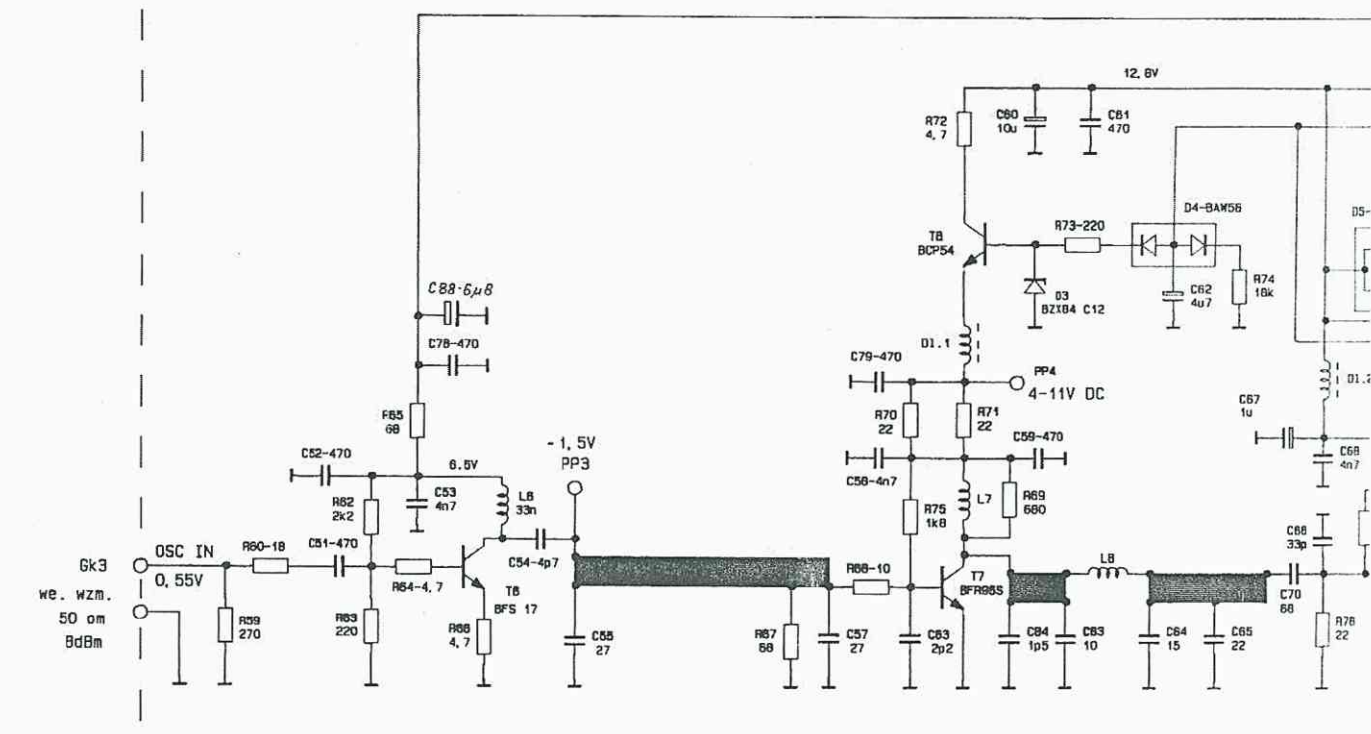 12,8V
R72
4,7
C60
10u
C61
470
D4-BAW56
T8
BCP54
R73-220
D5-
C88-6µ8
D3
BZX84 C12
C62
4u7
R74
18k
C78-470
D1.1
C79-470
PP4
4-11V DC
D1.2
R65
68
R70
22
R71
22
C67
1u
-1,5V
PP3
C59-470
C52-470
6.5V
C58-4n7
C68
4n7
R62
2k2
C53
4n7
L6
33n
R75
1k8
L7
R69
680
Gk3
OSC IN
R60-18
C51-470
C54-4p7
C66
33p
we. wzm.
0,55V
R64-4,7
T6
BFS 17
R68-10
T7
BFR96S
L8
C70
68
50 om
8dBm
R59
270
R63
220
R66
4,7
C55
27
R67
68
C57
27
C83
2p2
C84
1p5
C63
10
C64
15
C65
22
R76
22